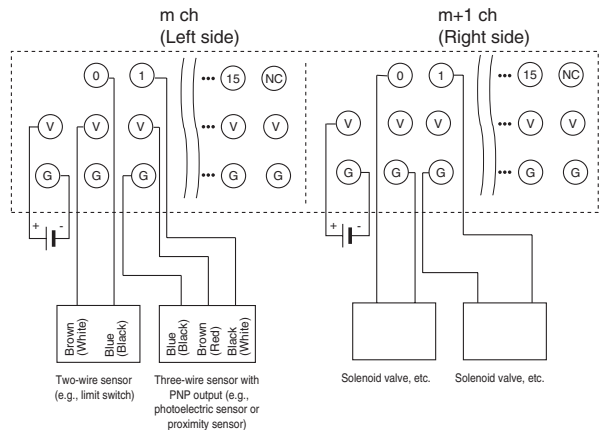 m ch
(Left side)
m+1 ch
(Right side)
0 1 ••• 15 NC
0 1 ••• 15 NC
V V V ••• V V
V V V ••• V V
G G G ••• G G
G G G ••• G G
+ -
+ -
Brown
(White)
Blue
(Black)
Blue
(Black)
Brown
(Red)
Black
(White)
Two-wire sensor
(e.g., limit switch)
Three-wire sensor with
PNP output (e.g.,
photoelectric sensor or
proximity sensor)
Solenoid valve, etc.
Solenoid valve, etc.